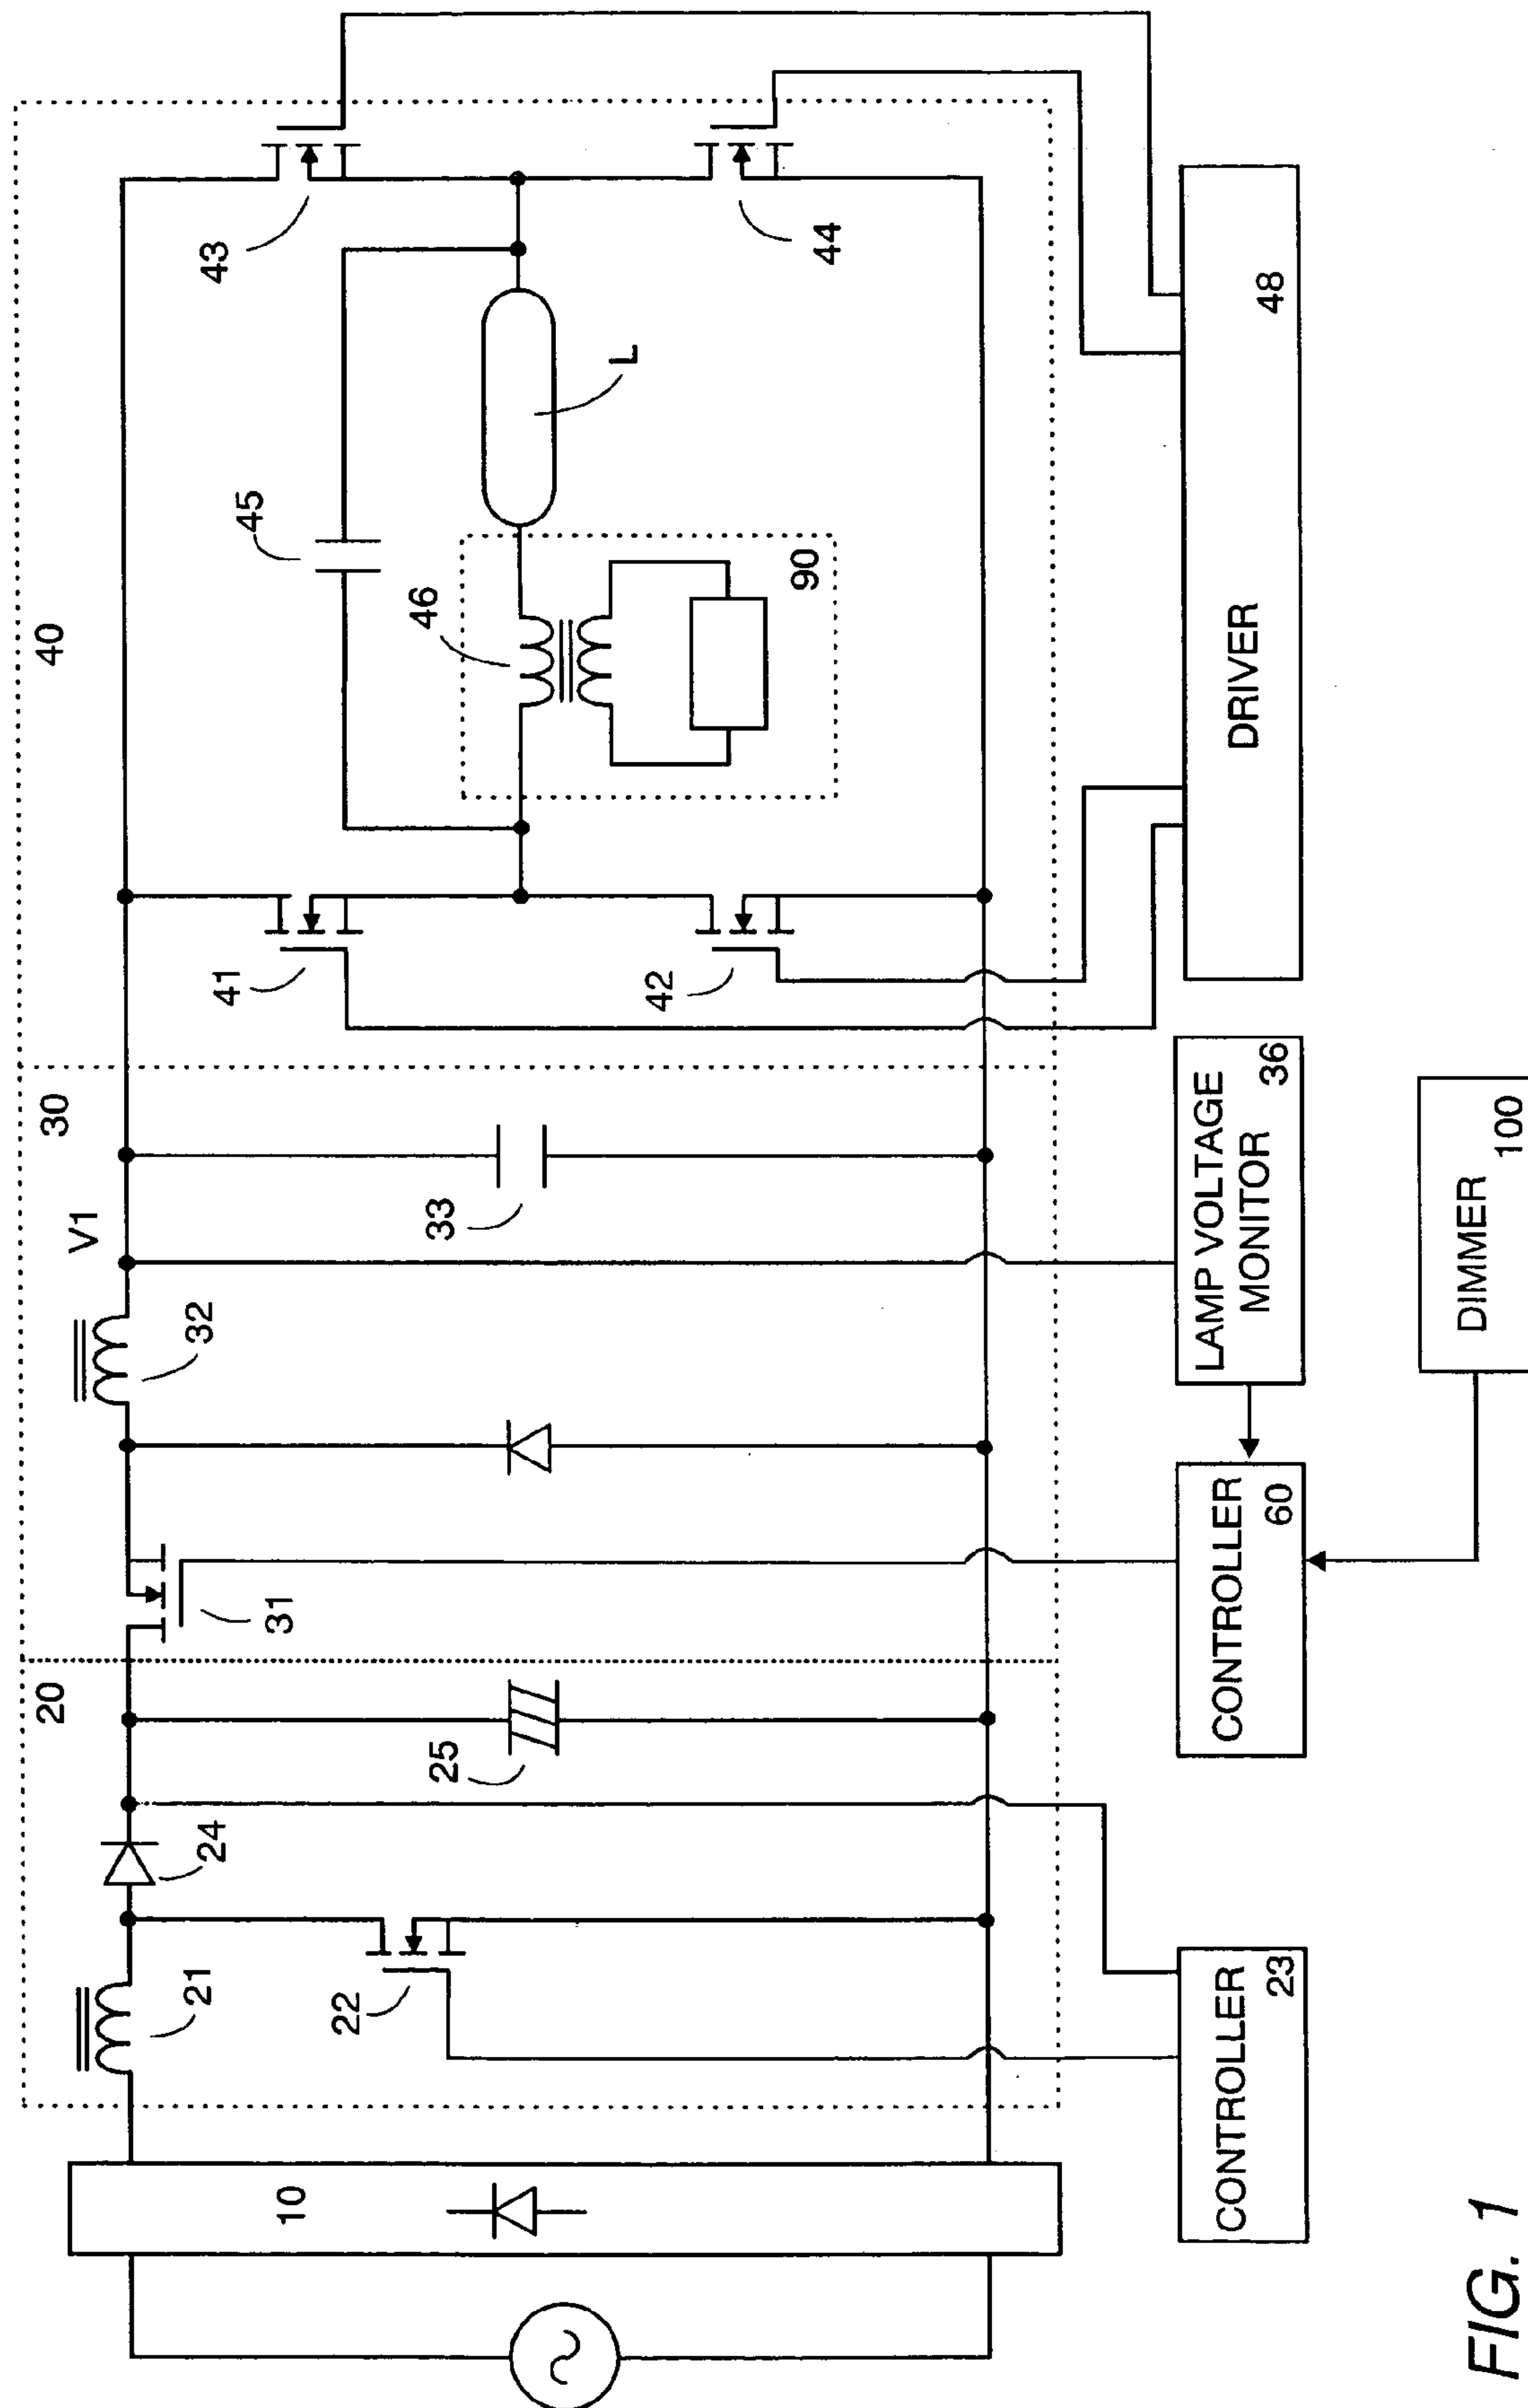 40
30
20
43
45
V1
46
L
41
32
24
21
90
44
42
33
31
25
22
10
DRIVER 48
LAMP VOLTAGE
MONITOR 36
CONTROLLER
60
CONTROLLER
23
DIMMER
100
FIG. 1